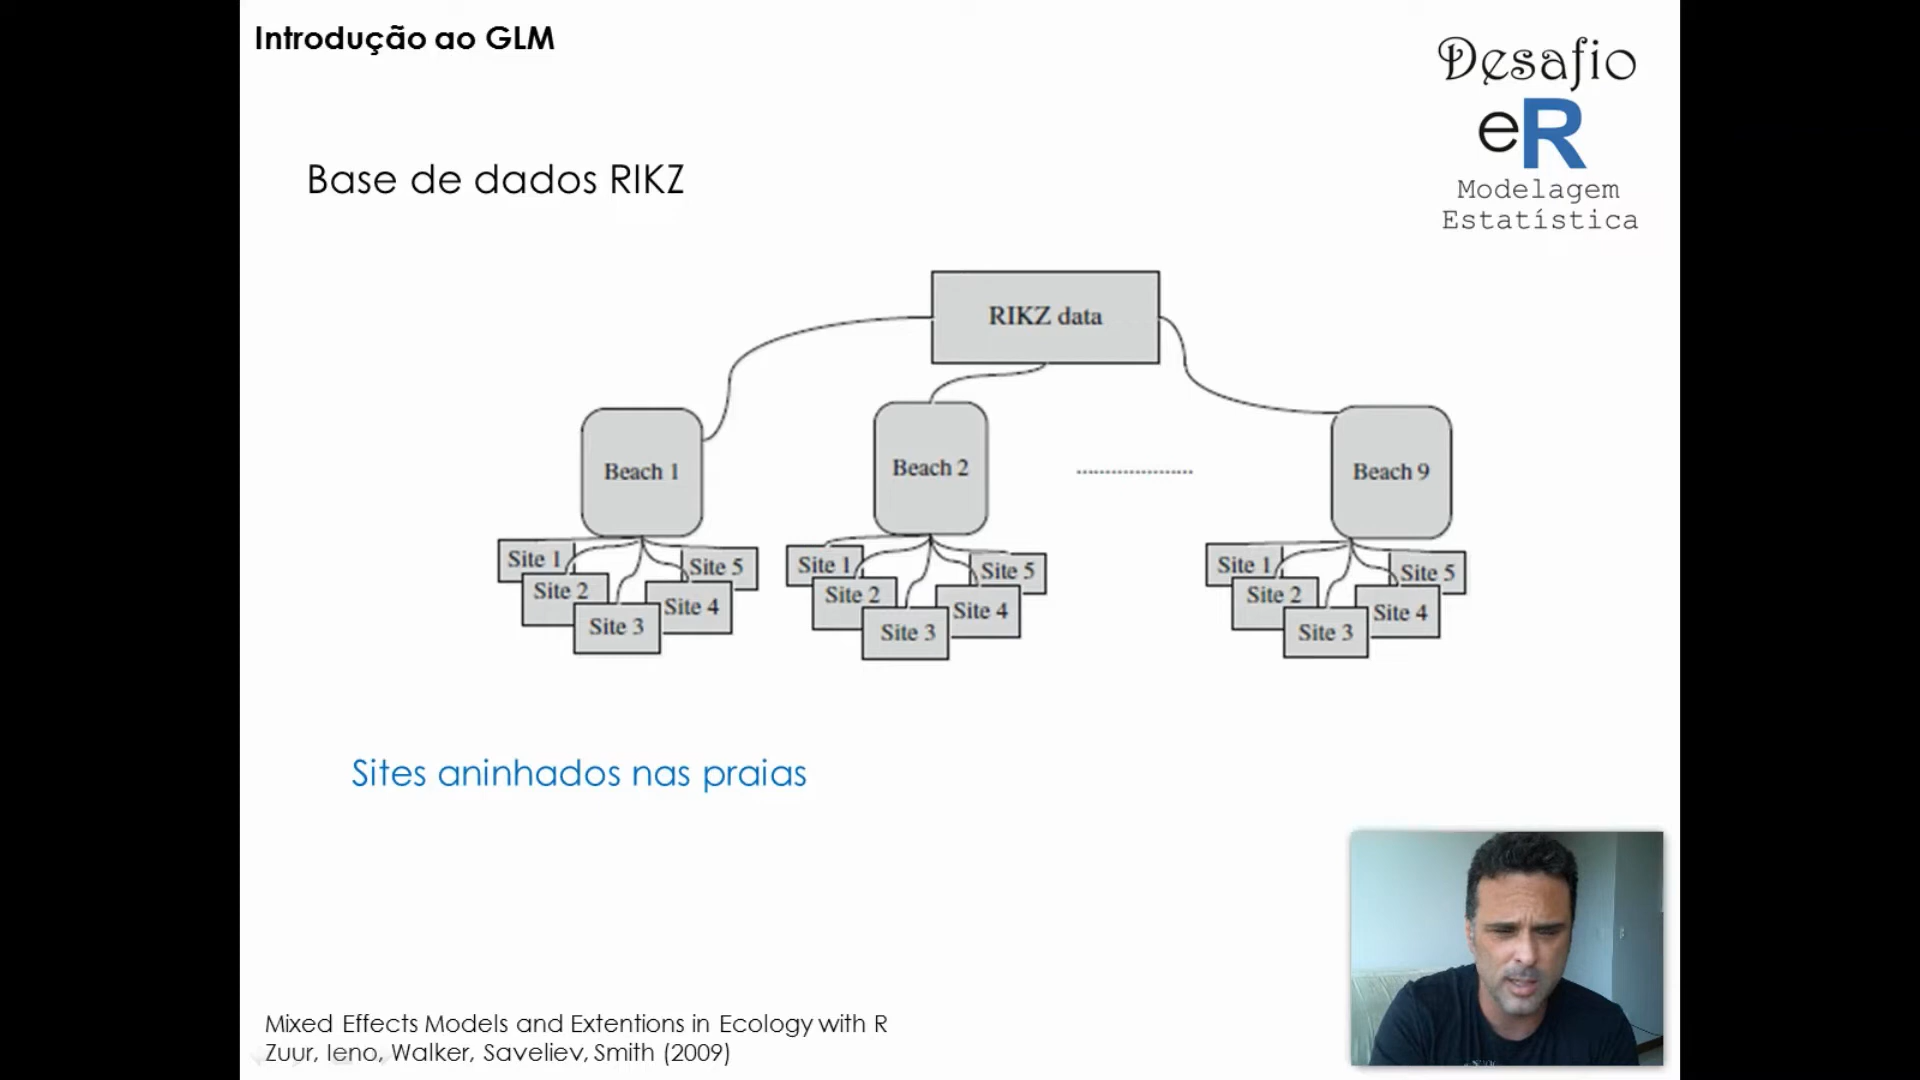 Introdução ao GLM
Desafio
eR
Modelagem
Estatística
Base de dados RIKZ
RIKZ data
Beach 1
Beach 2
Beach 9
Site 1
Site 2
Site 3
Site 4
Site 5
Site 1
Site 2
Site 3
Site 4
Site 5
Site 1
Site 2
Site 3
Site 4
Site 5
Sites aninhados nas praias
Mixed Effects Models and Extentions in Ecology with R
Zuur, Ieno, Walker, Saveliev, Smith (2009)